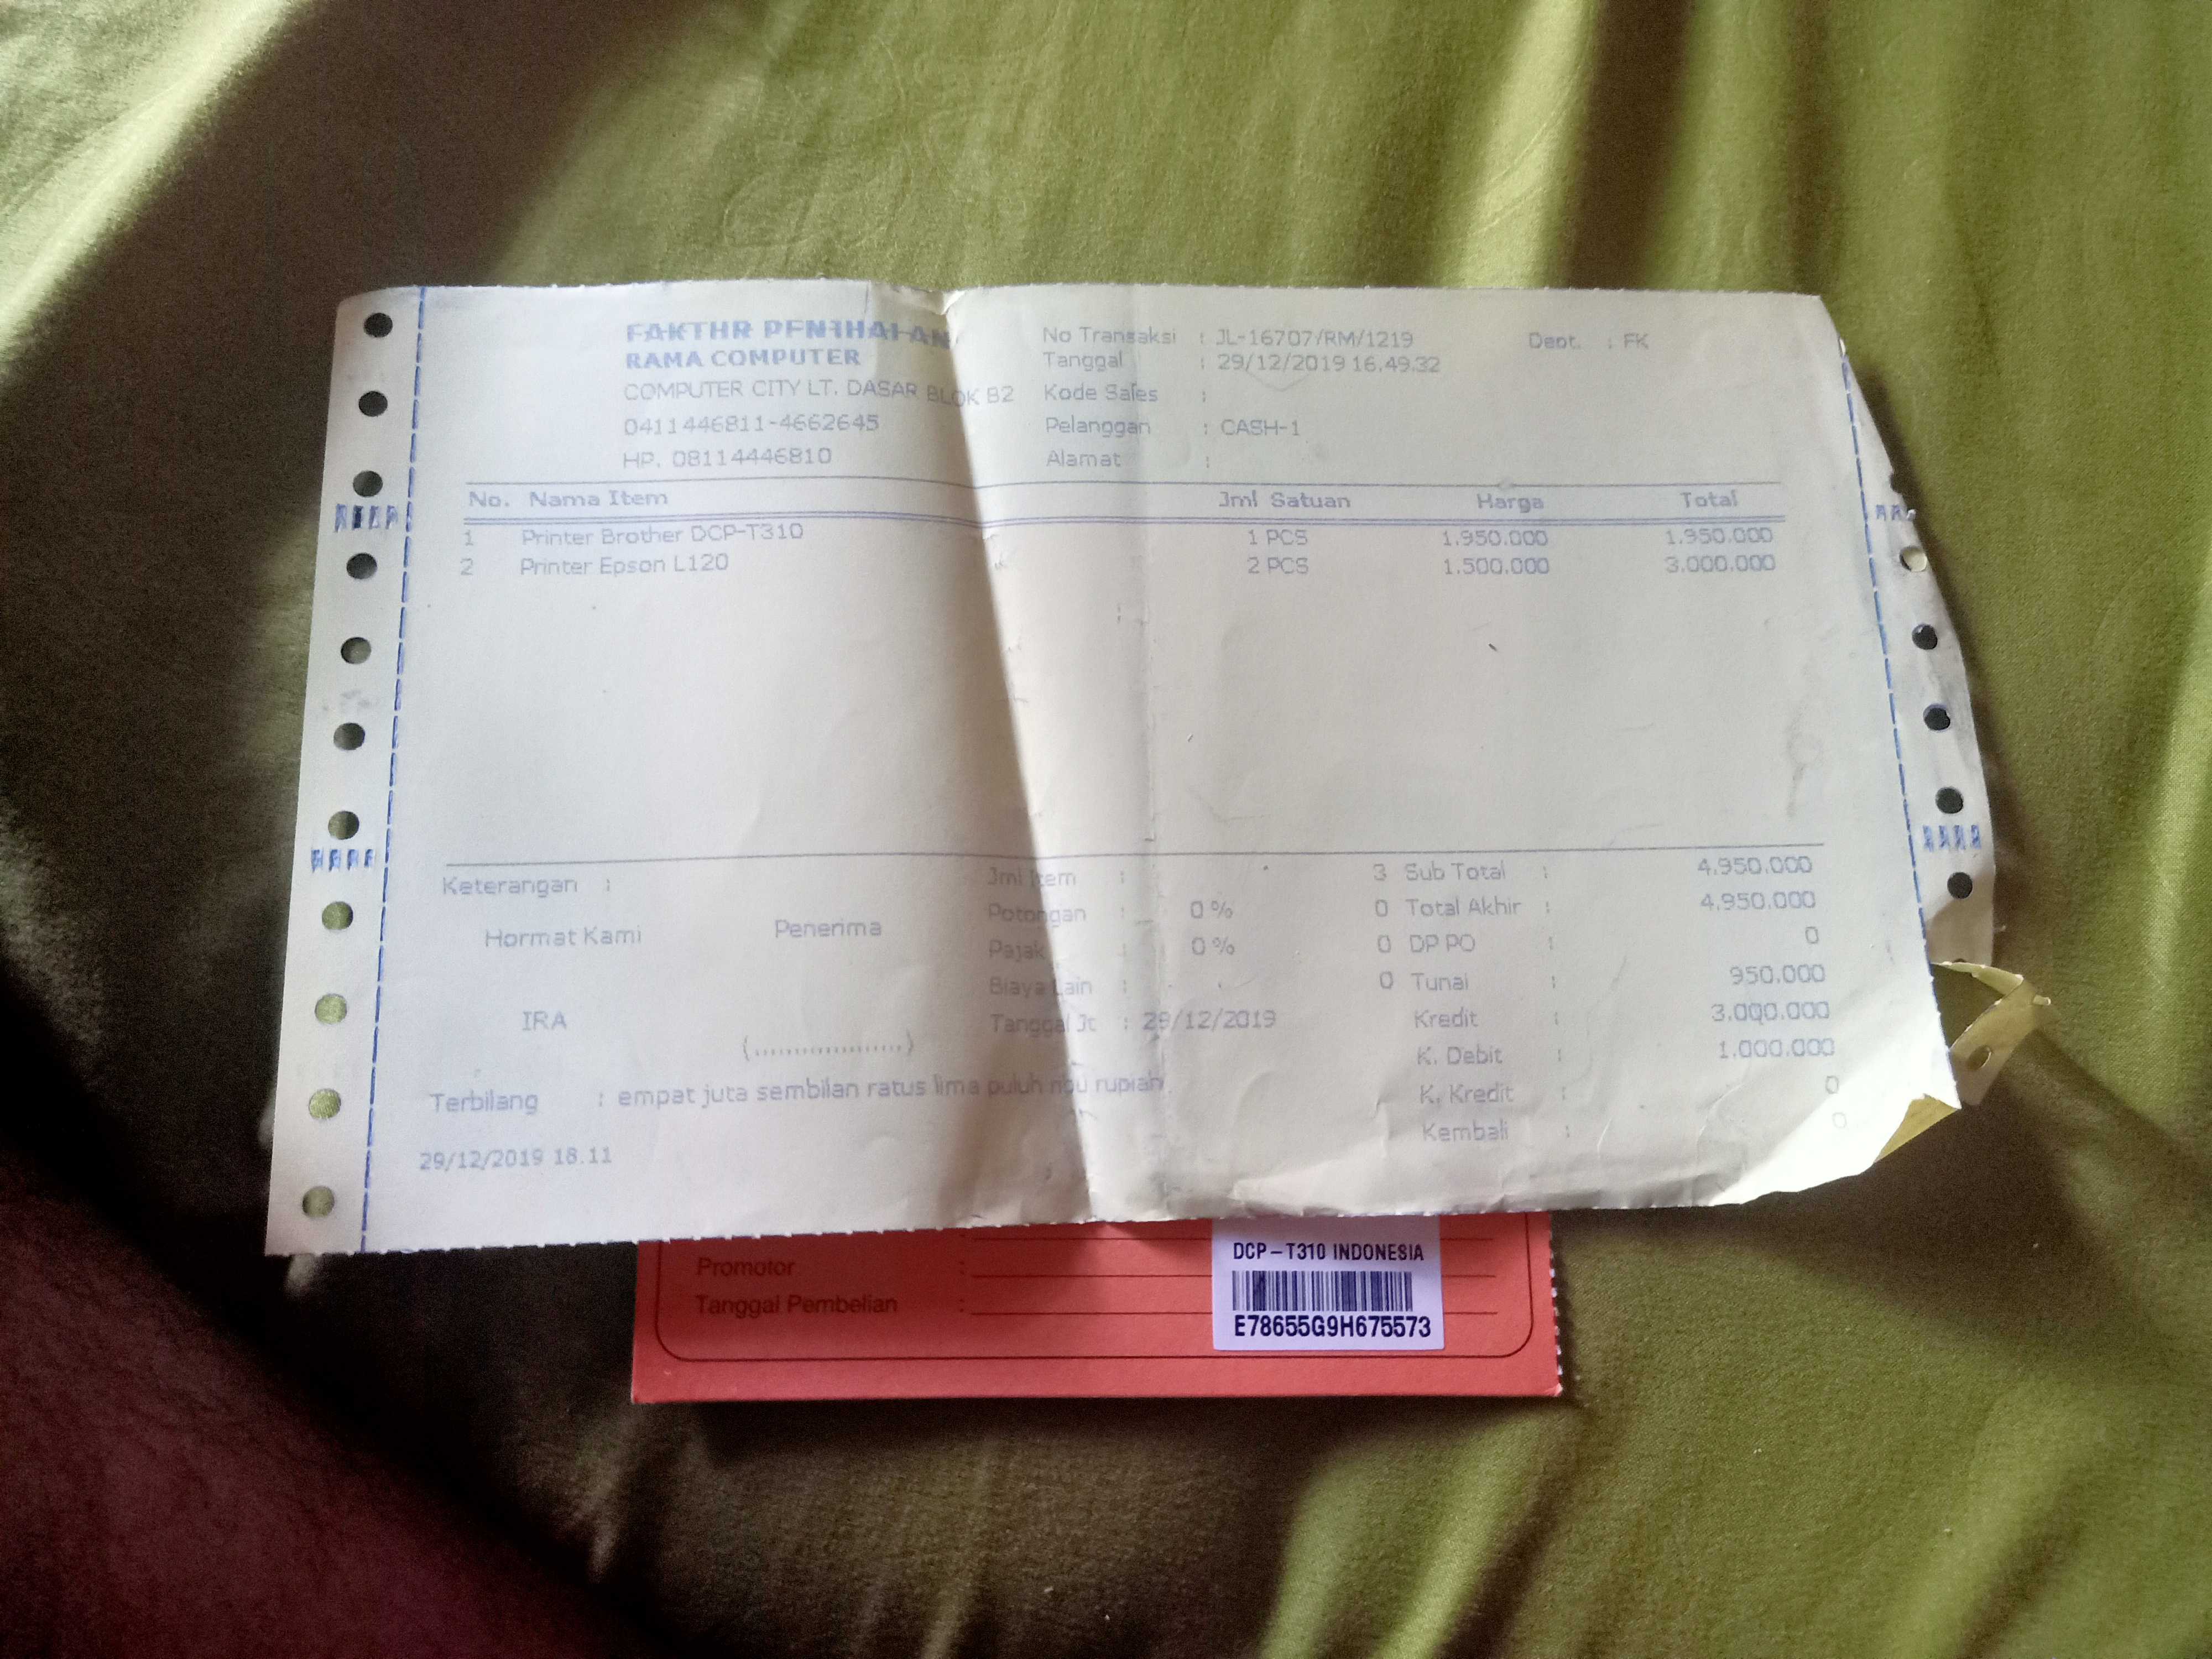 FAKTUR PENJUALAN
RAMA COMPUTER
COMPUTER CITY LT. DASAR BLOK B2
0411446811-4662645
HP. 08114446810
No Transaksi : JL-16707/RM/1219 Dept. : FK
Tanggal : 29/12/2019 16.49.32
Kode Sales :
Pelanggan : CASH-1
Alamat :
No. Nama Item Jml Satuan Harga Total
1 Printer Brother DCP-T310 1 PCS 1.950.000 1.950.000
2 Printer Epson L120 2 PCS 1.500.000 3.000.000
Keterangan :
Hormat Kami Penerima
IRA
(..................)
Jml Item : 3 Sub Total : 4.950.000
Potongan : 0 % 0 Total Akhir : 4.950.000
Pajak : 0 % 0 DP PO : 0
Biaya Lain : 0 Tunai : 950.000
Tanggal Jt : 29/12/2019 Kredit : 3.000.000
K. Debit : 1.000.000
K. Kredit : 0
Kembali : 0
Terbilang : empat juta sembilan ratus lima puluh ribu rupiah
29/12/2019 18.11
Promotor :
Tanggal Pembelian :
DCP-T310 INDONESIA
E78655G9H675573